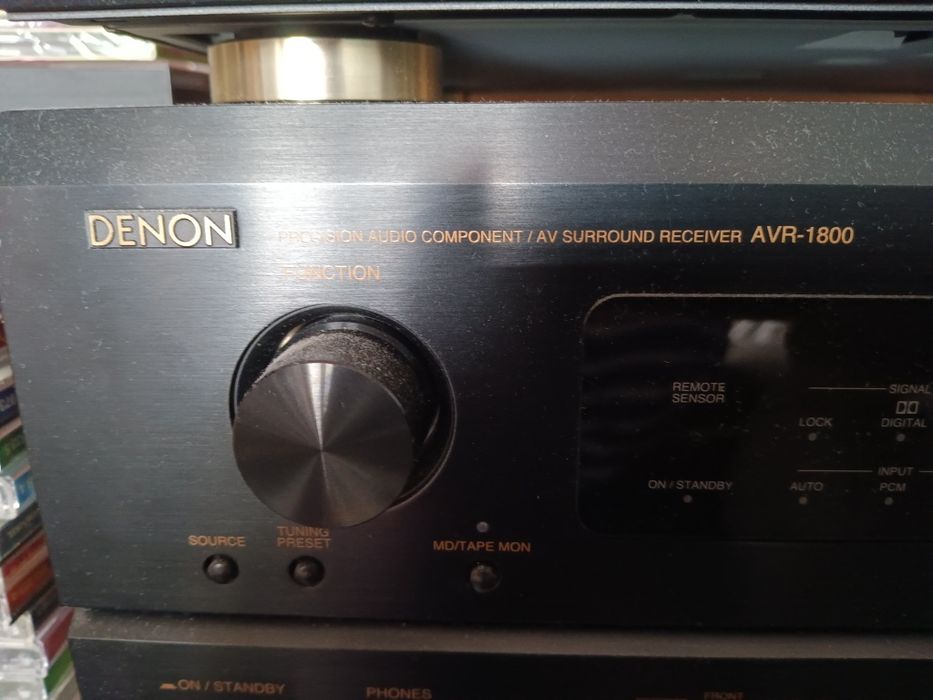 DENON
PRECISION AUDIO COMPONENT / AV SURROUND RECEIVER AVR-1800
FUNCTION
REMOTE
SENSOR
SIGNAL
LOCK
DIGITAL
INPUT
ON / STANDBY
AUTO
PCM
SOURCE
TUNING
PRESET
MD/TAPE MON
ON / STANDBY
PHONES
FRONT